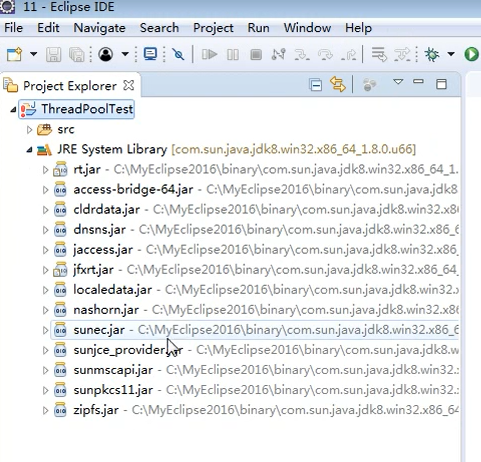 11 - Eclipse IDE
File Edit Navigate Search Project Run Window Help
Project Explorer
ThreadPoolTest
src
JRE System Library [com.sun.java.jdk8.win32.x86_64_1.8.0.u66]
rt.jar - C:\MyEclipse2016\binary\com.sun.java.jdk8.win32.x86_64_1.
access-bridge-64.jar - C:\MyEclipse2016\binary\com.sun.java.jdk8
cldrdata.jar - C:\MyEclipse2016\binary\com.sun.java.jdk8.win32.x8
dnsns.jar - C:\MyEclipse2016\binary\com.sun.java.jdk8.win32.x86_
jaccess.jar - C:\MyEclipse2016\binary\com.sun.java.jdk8.win32.x86
jfxrt.jar - C:\MyEclipse2016\binary\com.sun.java.jdk8.win32.x86_64
localedata.jar - C:\MyEclipse2016\binary\com.sun.java.jdk8.win32.
nashorn.jar - C:\MyEclipse2016\binary\com.sun.java.jdk8.win32.x8
sunec.jar - C:\MyEclipse2016\binary\com.sun.java.jdk8.win32.x86_6
sunjce_provider.jar - C:\MyEclipse2016\binary\com.sun.java.jdk8.w
sunmscapi.jar - C:\MyEclipse2016\binary\com.sun.java.jdk8.win32.
sunpkcs11.jar - C:\MyEclipse2016\binary\com.sun.java.jdk8.win32.
zipfs.jar - C:\MyEclipse2016\binary\com.sun.java.jdk8.win32.x86_64